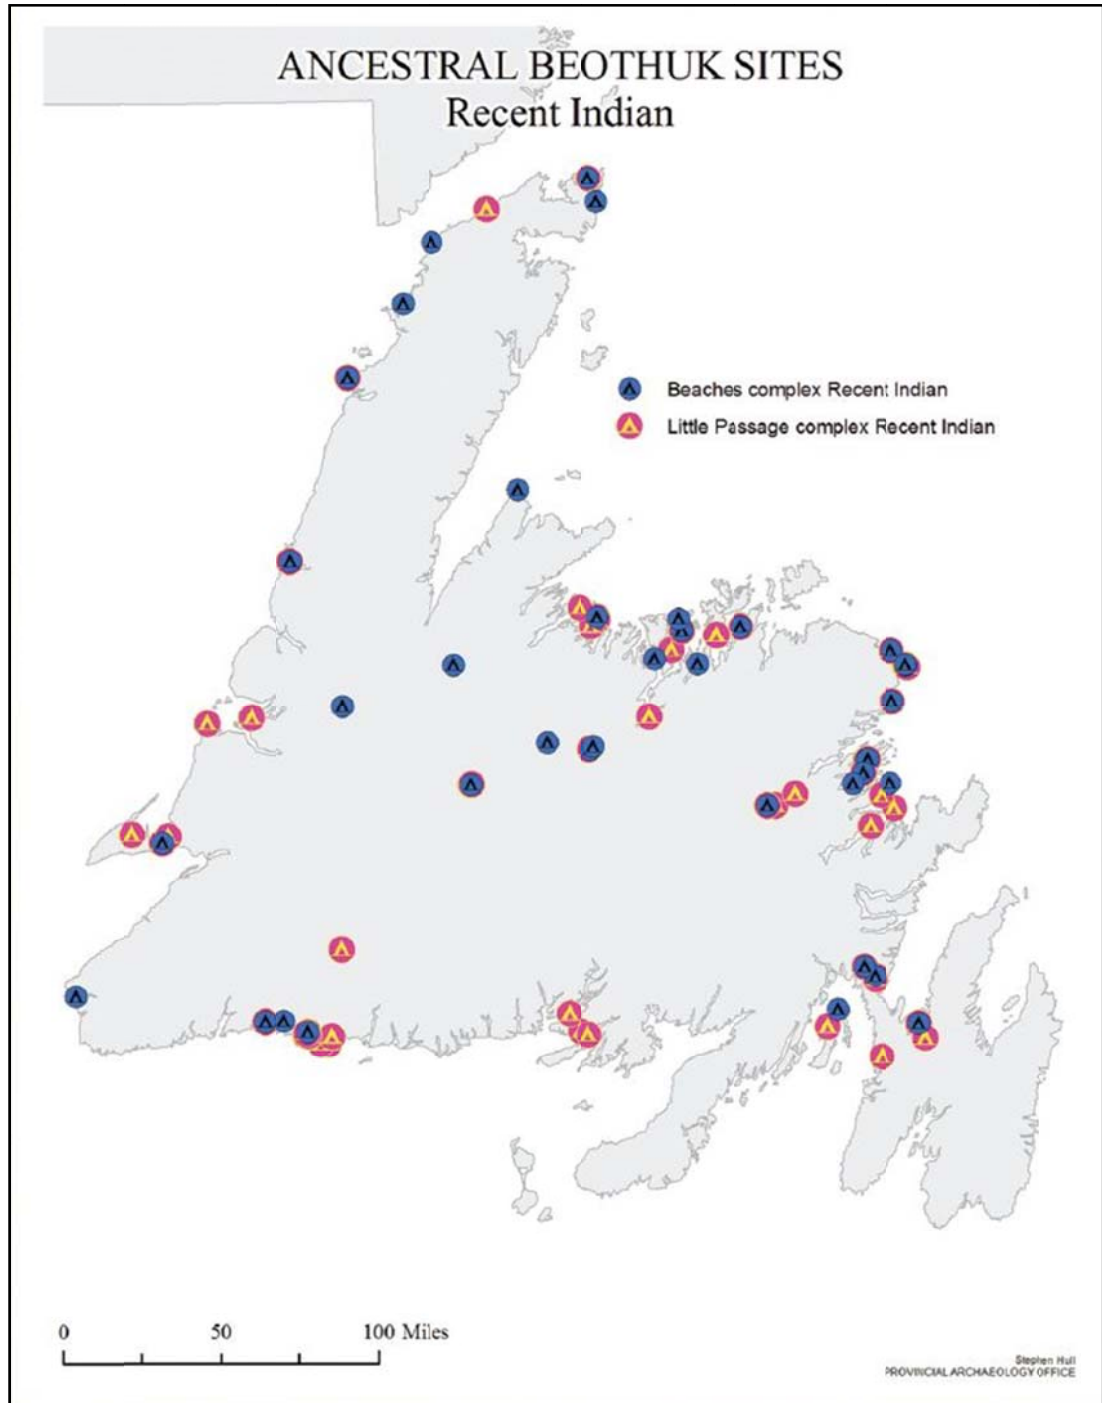 ANCESTRAL BEOTHUK SITES
Recent Indian
Beaches complex Recent Indian
Little Passage complex Recent Indian
0 50 100 Miles
Stephen Hull
PROVINCIAL ARCHAEOLOGY OFFICE